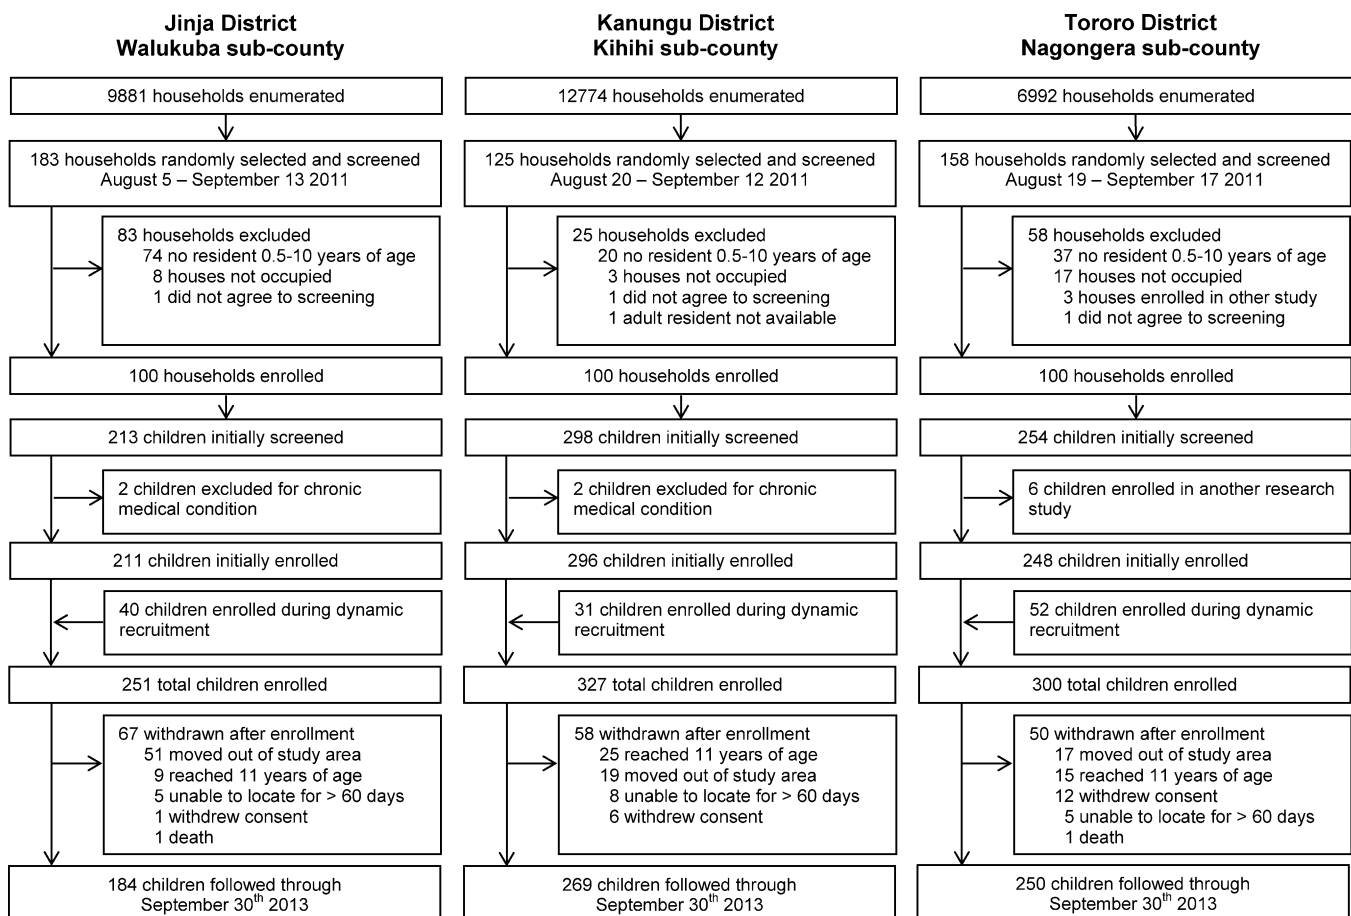 Jinja District
Walukuba sub-county
9881 households enumerated
183 households randomly selected and screened
August 5 – September 13 2011
83 households excluded
74 no resident 0.5-10 years of age
8 houses not occupied
1 did not agree to screening
100 households enrolled
213 children initially screened
2 children excluded for chronic
medical condition
211 children initially enrolled
40 children enrolled during dynamic
recruitment
251 total children enrolled
67 withdrawn after enrollment
51 moved out of study area
9 reached 11 years of age
5 unable to locate for > 60 days
1 withdrew consent
1 death
184 children followed through
September 30th 2013
Kanungu District
Kihihi sub-county
12774 households enumerated
125 households randomly selected and screened
August 20 – September 12 2011
25 households excluded
20 no resident 0.5-10 years of age
3 houses not occupied
1 did not agree to screening
1 adult resident not available
100 households enrolled
298 children initially screened
2 children excluded for chronic
medical condition
296 children initially enrolled
31 children enrolled during dynamic
recruitment
327 total children enrolled
58 withdrawn after enrollment
25 reached 11 years of age
19 moved out of study area
8 unable to locate for > 60 days
6 withdrew consent
269 children followed through
September 30th 2013
Tororo District
Nagongera sub-county
6992 households enumerated
158 households randomly selected and screened
August 19 – September 17 2011
58 households excluded
37 no resident 0.5-10 years of age
17 houses not occupied
3 houses enrolled in other study
1 did not agree to screening
100 households enrolled
254 children initially screened
6 children enrolled in another research
study
248 children initially enrolled
52 children enrolled during dynamic
recruitment
300 total children enrolled
50 withdrawn after enrollment
17 moved out of study area
15 reached 11 years of age
12 withdrew consent
5 unable to locate for > 60 days
1 death
250 children followed through
September 30th 2013